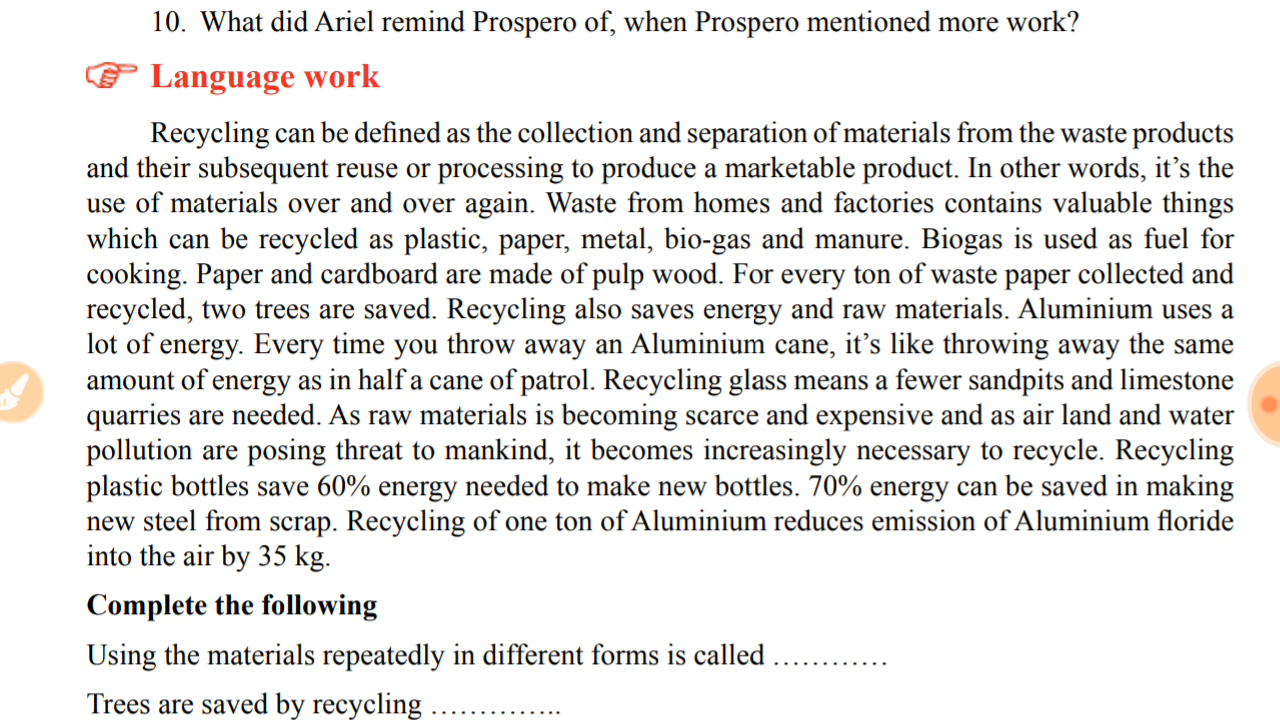 10. What did Ariel remind Prospero of, when Prospero mentioned more work?
Language work
Recycling can be defined as the collection and separation of materials from the waste products
and their subsequent reuse or processing to produce a marketable product. In other words, it’s the
use of materials over and over again. Waste from homes and factories contains valuable things
which can be recycled as plastic, paper, metal, bio-gas and manure. Biogas is used as fuel for
cooking. Paper and cardboard are made of pulp wood. For every ton of waste paper collected and
recycled, two trees are saved. Recycling also saves energy and raw materials. Aluminium uses a
lot of energy. Every time you throw away an Aluminium cane, it’s like throwing away the same
amount of energy as in half a cane of patrol. Recycling glass means a fewer sandpits and limestone
quarries are needed. As raw materials is becoming scarce and expensive and as air land and water
pollution are posing threat to mankind, it becomes increasingly necessary to recycle. Recycling
plastic bottles save 60% energy needed to make new bottles. 70% energy can be saved in making
new steel from scrap. Recycling of one ton of Aluminium reduces emission of Aluminium floride
into the air by 35 kg.
Complete the following
Using the materials repeatedly in different forms is called ............
Trees are saved by recycling ..............